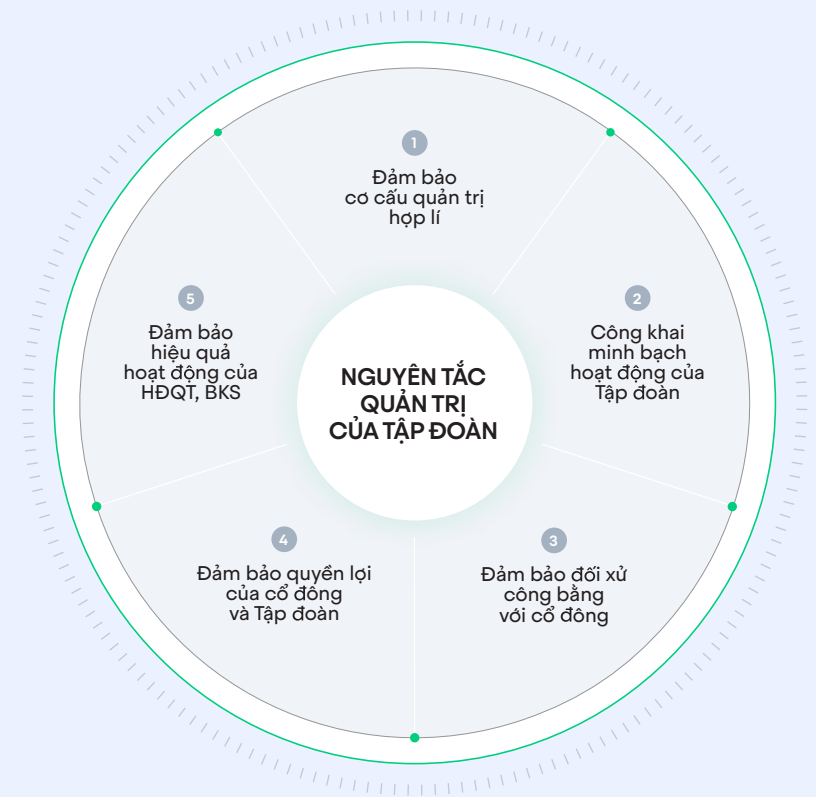 1
Đảm bảo
cơ cấu quản trị
hợp lí
2
Công khai
minh bạch
hoạt động của
Tập đoàn
3
Đảm bảo đối xử
công bằng
với cổ đông
4
Đảm bảo quyền lợi
của cổ đông
và Tập đoàn
5
Đảm bảo
hiệu quả
hoạt động của
HĐQT, BKS
NGUYÊN TẮC
QUẢN TRỊ
CỦA TẬP ĐOÀN